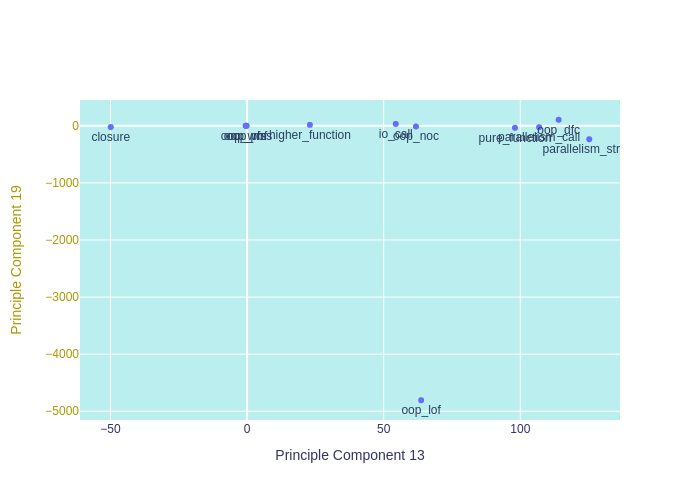 0
−1000
−2000
−3000
−4000
−5000
Principle Component 19
closure
higher_function
io_call
oop_noc
pure_function
parallelism_call
oop_dfc
parallelism_str
oop_lof
−50
0
50
100
Principle Component 13